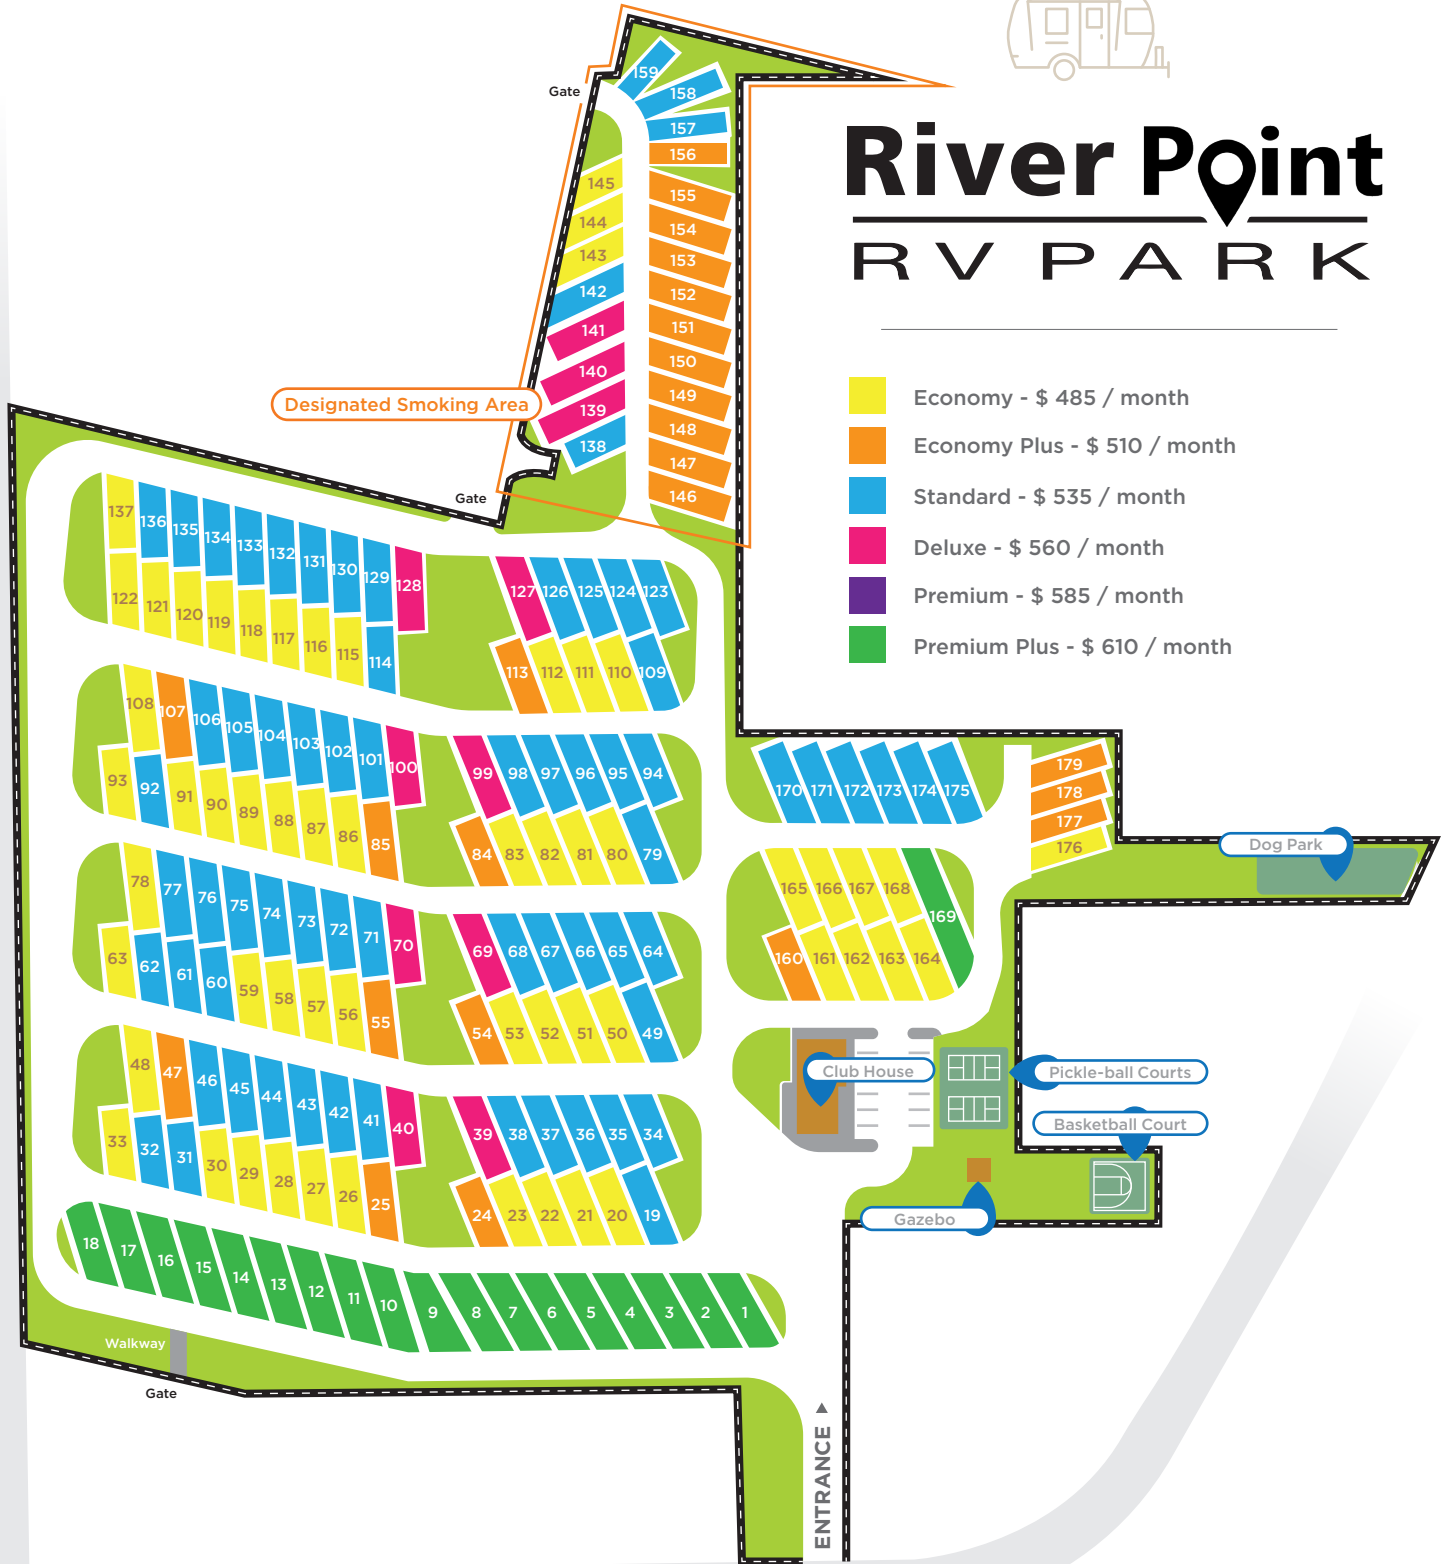 River Point
RV PARK
Economy - $ 485 / month
Economy Plus - $ 510 / month
Standard - $ 535 / month
Deluxe - $ 560 / month
Premium - $ 585 / month
Premium Plus - $ 610 / month
Gate
159
158
157
156
145
155
144
154
143
153
142
152
141
151
140
150
139
149
138
148
147
146
Designated Smoking Area
Gate
137 136 135 134 133 132 131 130 129 128
127 126 125 124 123
122 121 120 119 118 117 116 115 114
113 112 111 110 109
108 107 106 105 104 103 102 101 100
99 98 97 96 95 94
93 92 91 90 89 88 87 86 85
84 83 82 81 80 79
170 171 172 173 174 175
179
178
177
176
Dog Park
78 77 76 75 74 73 72 71 70
69 68 67 66 65 64
165 166 167 168 169
63 62 61 60 59 58 57 56 55
54 53 52 51 50 49
160 161 162 163 164
Club House
Pickle-ball Courts
Basketball Court
Gazebo
48 47 46 45 44 43 42 41 40
39 38 37 36 35 34
33 32 31 30 29 28 27 26 25
24 23 22 21 20 19
18 17 16 15 14 13 12 11 10 9 8 7 6 5 4 3 2 1
Walkway
Gate
ENTRANCE